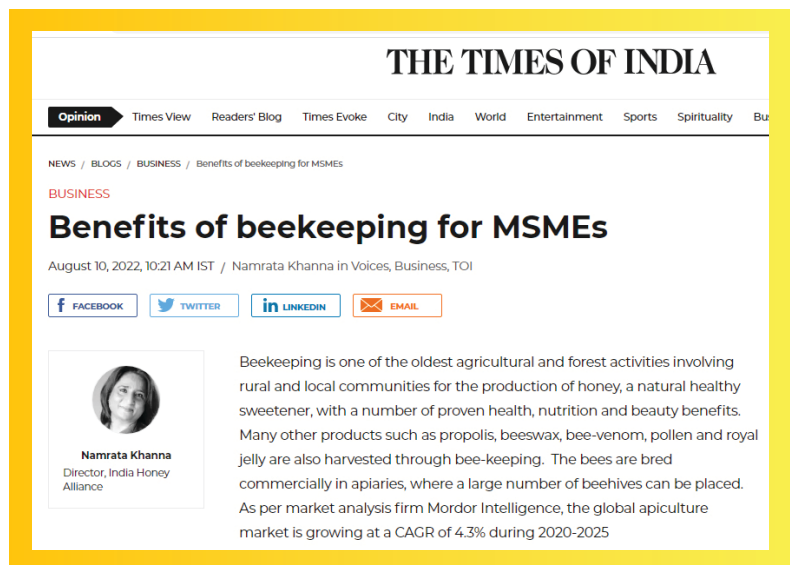 THE TIMES OF INDIA
Opinion Times View Readers' Blog Times Evoke City India World Entertainment Sports Spirituality
NEWS / BLOGS / BUSINESS / Benefits of beekeeping for MSMEs
BUSINESS
Benefits of beekeeping for MSMEs
August 10, 2022, 10:21 AM IST / Namrata Khanna in Voices, Business, TOI
f FACEBOOK TWITTER in LINKEDIN EMAIL
Namrata Khanna
Director, India Honey
Alliance
Beekeeping is one of the oldest agricultural and forest activities involving
rural and local communities for the production of honey, a natural healthy
sweetener, with a number of proven health, nutrition and beauty benefits.
Many other products such as propolis, beeswax, bee-venom, pollen and royal
jelly are also harvested through bee-keeping. The bees are bred
commercially in apiaries, where a large number of beehives can be placed.
As per market analysis firm Mordor Intelligence, the global apiculture
market is growing at a CAGR of 4.3% during 2020-2025